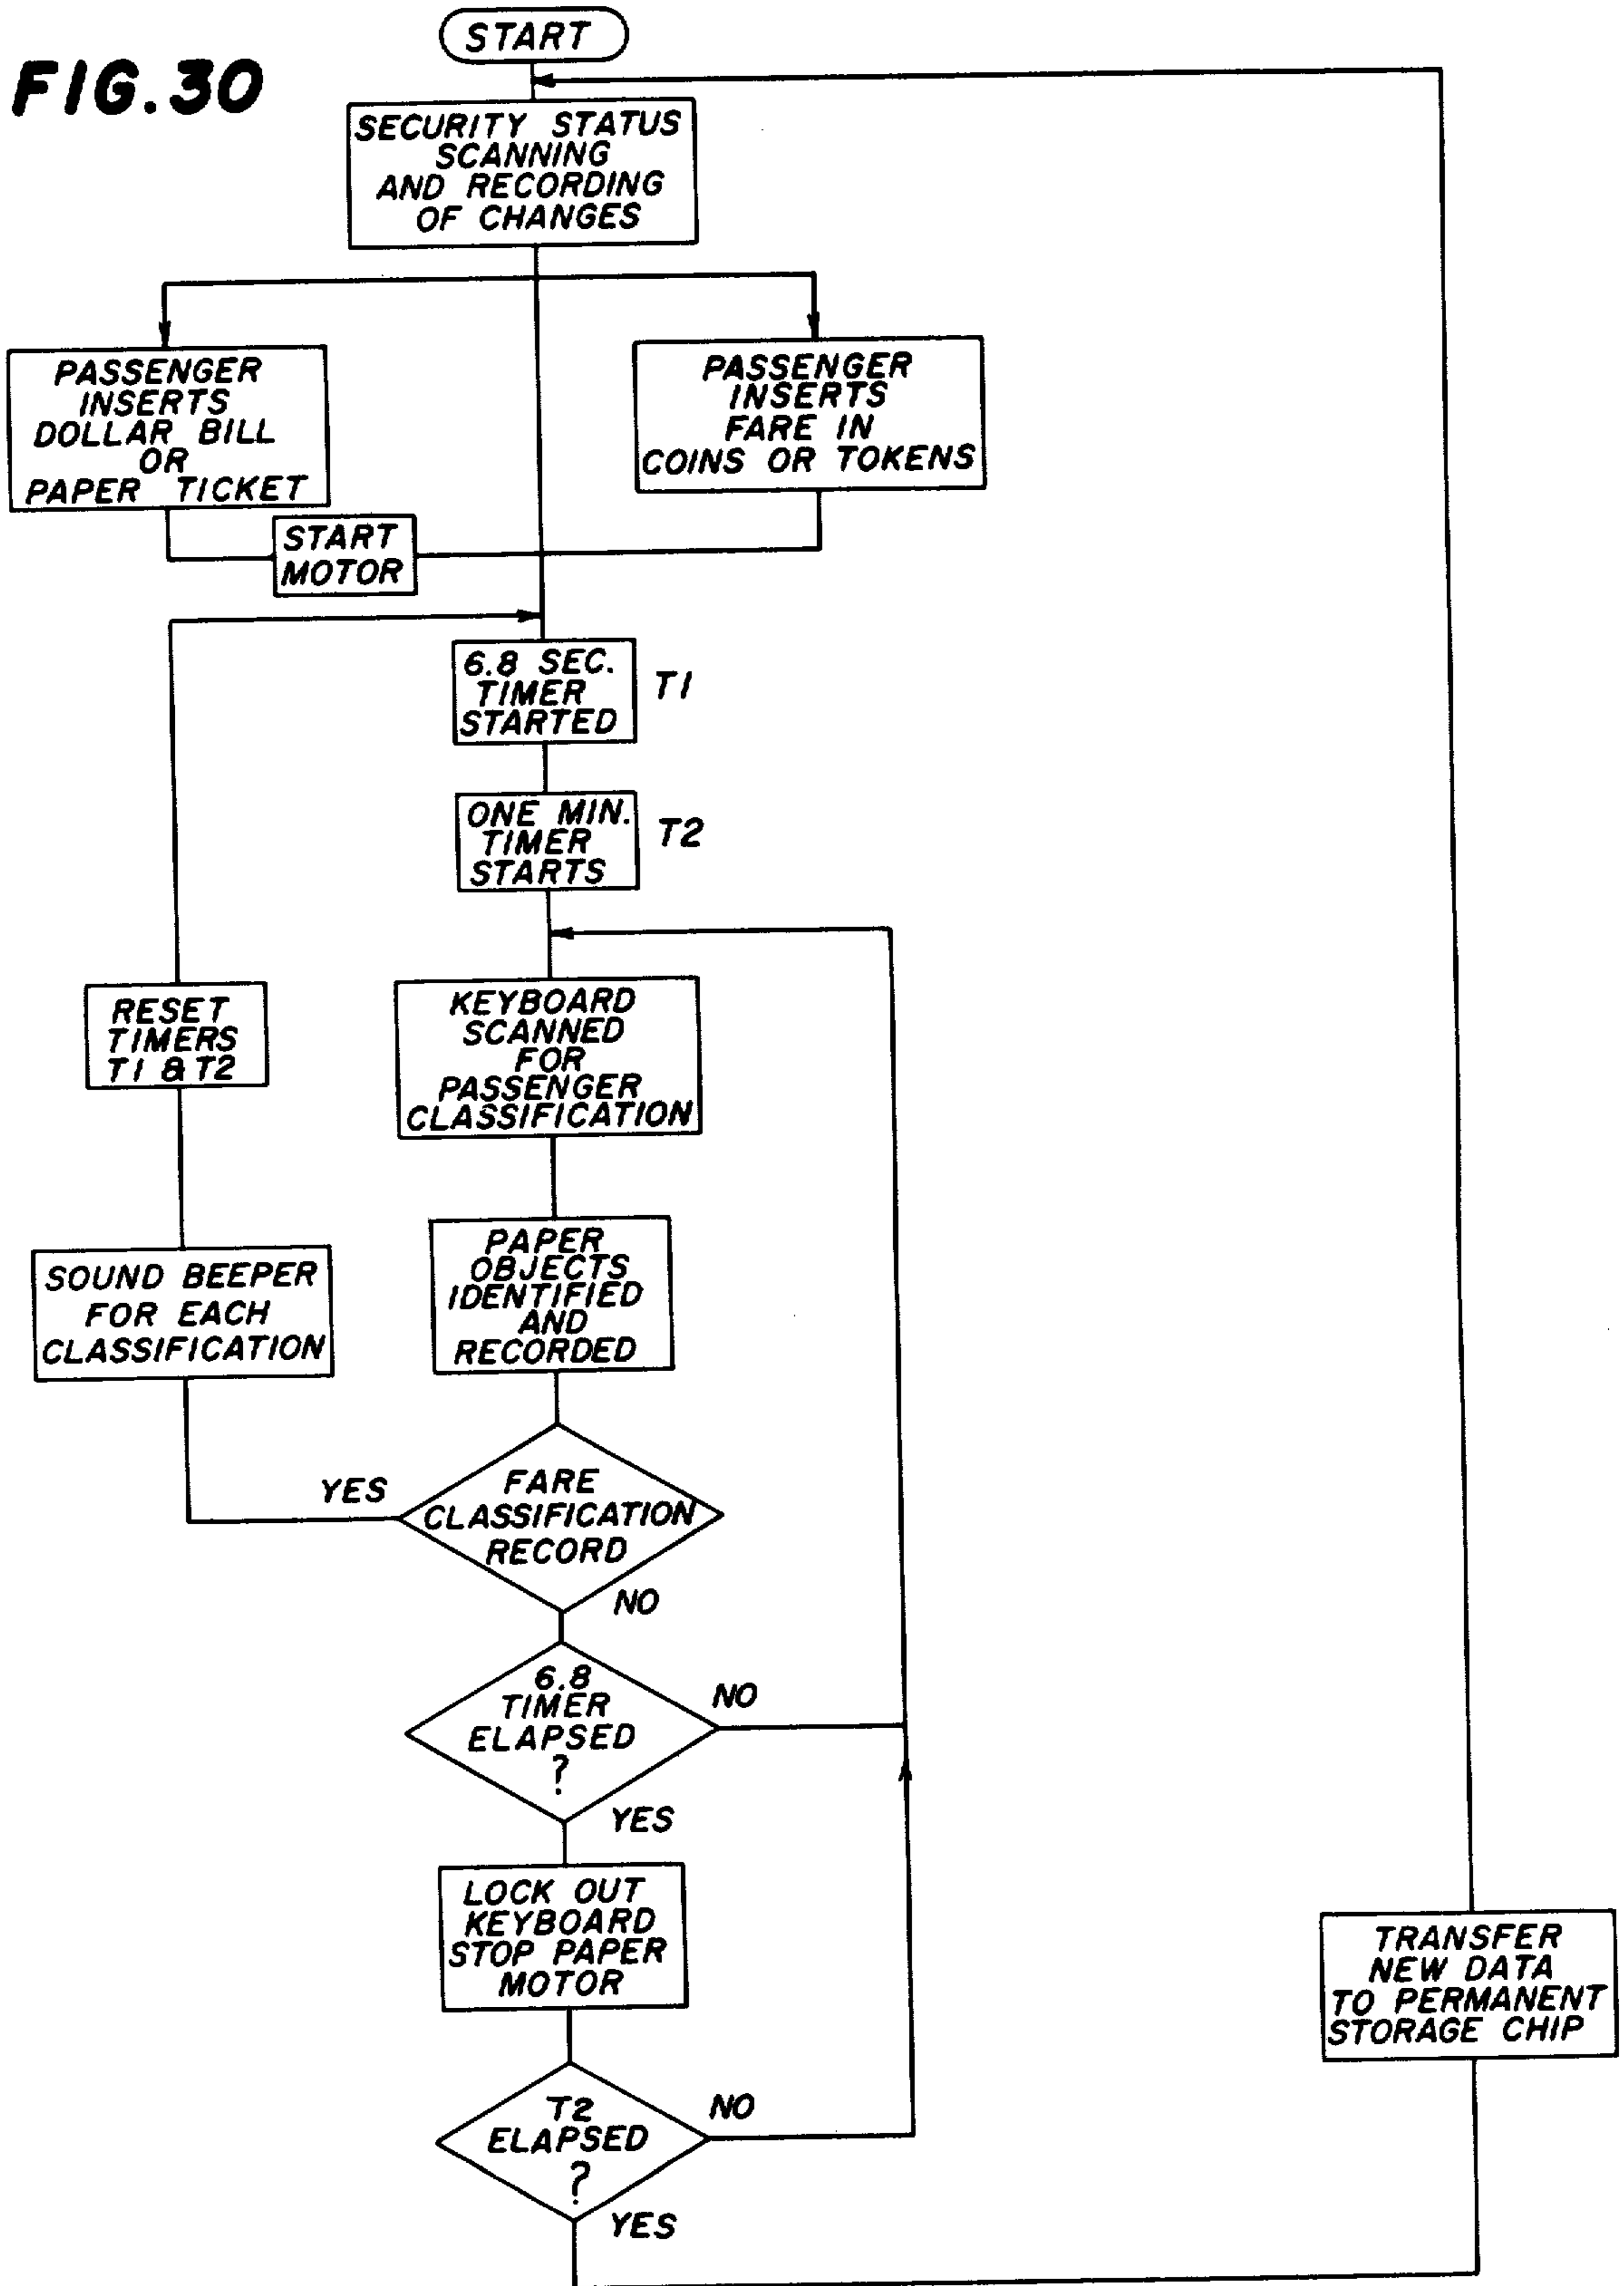 START
FIG.30
SECURITY STATUS
SCANNING
AND RECORDING
OF CHANGES
PASSENGER
INSERTS
DOLLAR BILL
OR
PAPER TICKET
PASSENGER
INSERTS
FARE IN
COINS OR TOKENS
START
MOTOR
6.8 SEC.
TIMER
STARTED
T1
ONE MIN.
TIMER
STARTS
T2
RESET
TIMERS
T1 & T2
KEYBOARD
SCANNED
FOR
PASSENGER
CLASSIFICATION
SOUND BEEPER
FOR EACH
CLASSIFICATION
PAPER
OBJECTS
IDENTIFIED
AND
RECORDED
YES
FARE
CLASSIFICATION
RECORD
NO
6.8
TIMER
ELAPSED
?
NO
YES
LOCK OUT
KEYBOARD
STOP PAPER
MOTOR
TRANSFER
NEW DATA
TO PERMANENT
STORAGE CHIP
T2
ELAPSED
?
NO
YES